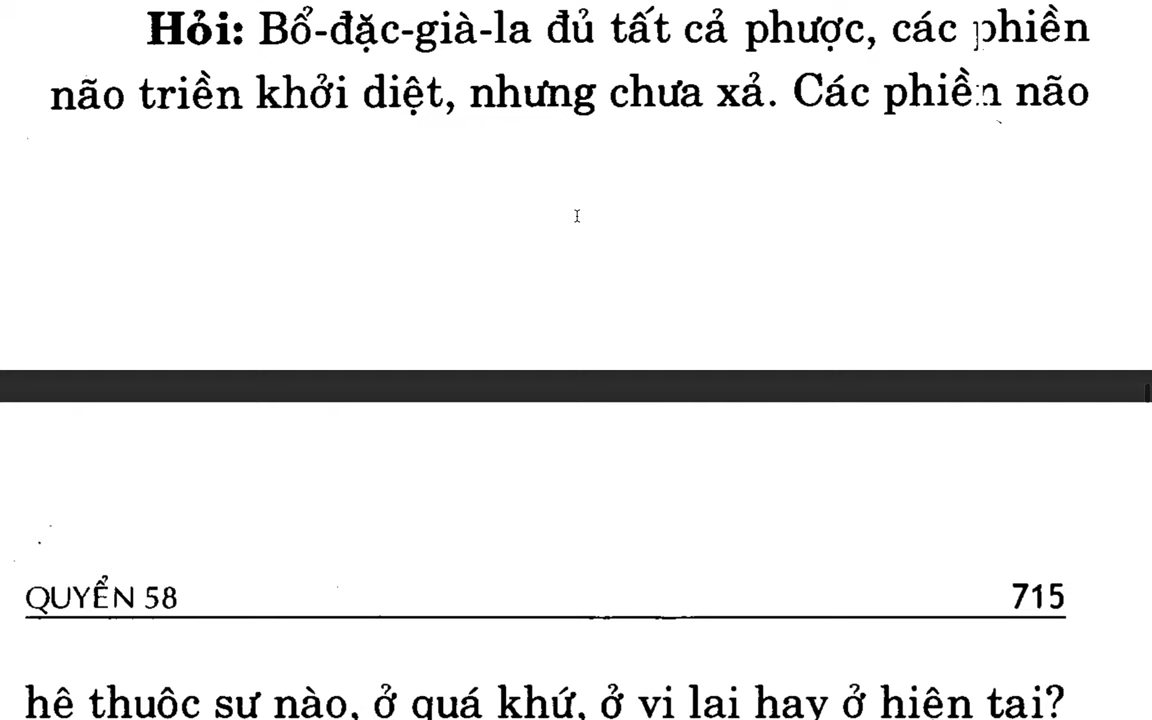 Hỏi: Bổ-đặc-già-la đủ tất cả phược, các phiền
não triền khởi diệt, nhưng chưa xả. Các phiền não
QUYỂN 58
715
hệ thuộc sự nào, ở quá khứ, ở vị lai hay ở hiện tại?